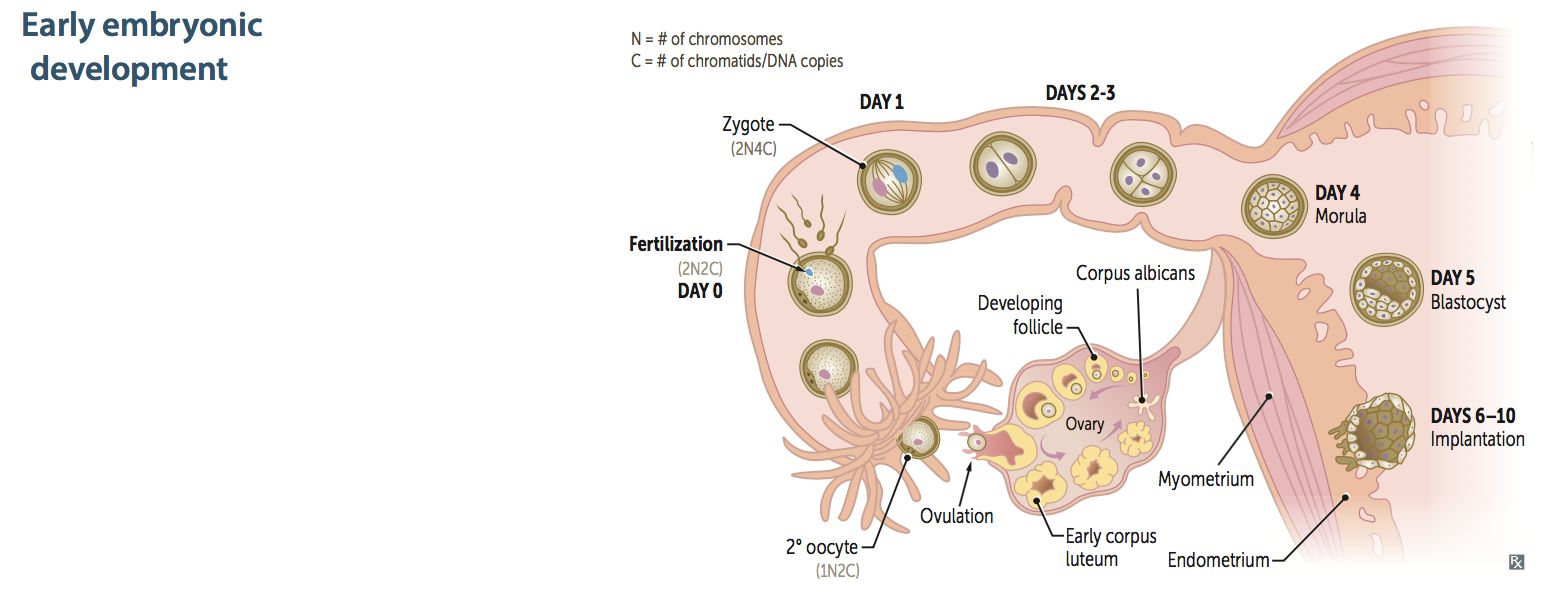 Early embryonic
development
N = # of chromosomes
C = # of chromatids/DNA copies
DAY 1
DAYS 2-3
Zygote
(2N4C)
DAY 4
Morula
Fertilization
(2N2C)
DAY 0
Corpus albicans
Developing
follicle
DAY 5
Blastocyst
Ovary
DAYS 6–10
Implantation
Myometrium
Ovulation
Early corpus
luteum
2° oocyte
(1N2C)
Endometrium
Rx